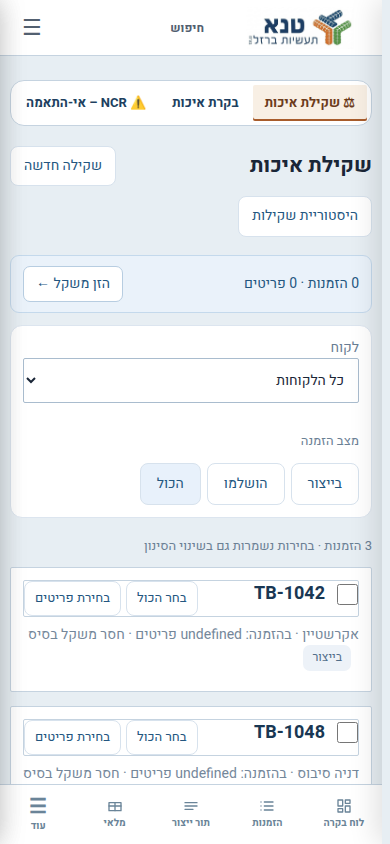 טנא
תעשיות ברזל
חיפוש
☰
⚖ שקילת איכות
בקרת איכות
⚠️ NCR – אי-התאמה
שקילת איכות
שקילה חדשה
היסטוריית שקילות
0 הזמנות · 0 פריטים
הזן משקל ←
לקוח
כל הלקוחות
מצב הזמנה
בייצור
הושלמו
הכול
3 הזמנות · בחירות נשמרות גם בשינוי הסינון
TB-1042
בחר הכול
בחירת פריטים
אקרשטיין · בהזמנה: undefined פריטים · חסר משקל בסיס
בייצור
TB-1048
בחר הכול
בחירת פריטים
דניה סיבוס · בהזמנה: undefined פריטים · חסר משקל בסיס
לוח בקרה
הזמנות
תור ייצור
מלאי
עוד